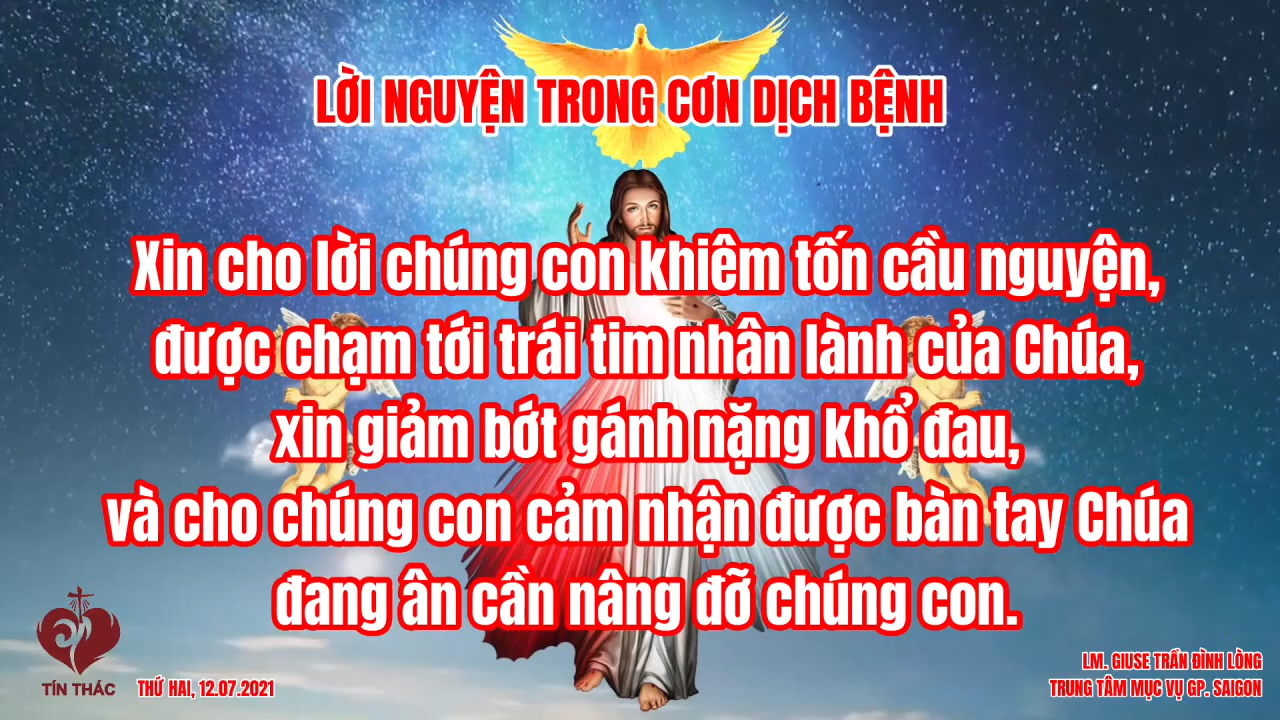 LỜI NGUYỆN TRONG CƠN DỊCH BỆNH
Xin cho lời chúng con khiêm tốn cầu nguyện,
được chạm tới trái tim nhân lành của Chúa,
xin giảm bớt gánh nặng khổ đau,
và cho chúng con cảm nhận được bàn tay Chúa
đang ân cần nâng đỡ chúng con.
TÍN THÁC
THỨ HAI, 12.07.2021
LM. GIUSE TRẦN ĐÌNH LÒNG
TRUNG TÂM MỤC VỤ GP. SAIGON